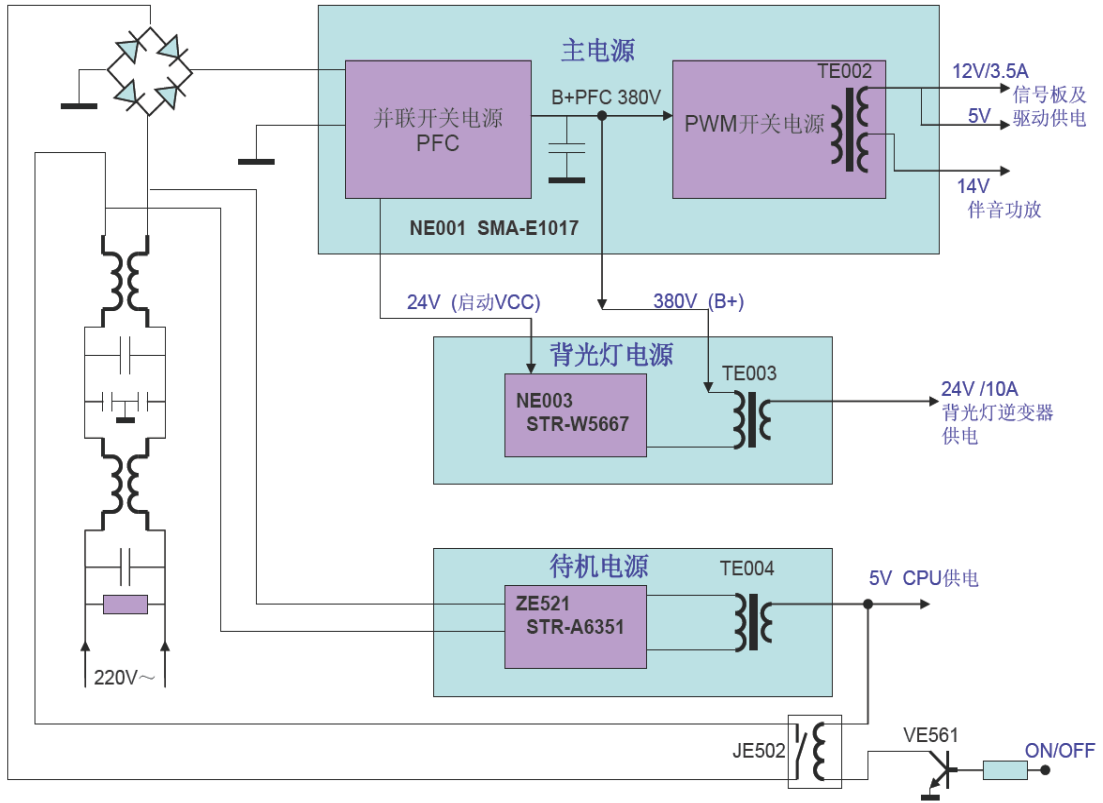 主电源
TE002
12V/3.5A
信号板及
5V
驱动供电
并联开关电源
PFC
B+PFC 380V
PWM开关电源
14V
伴音功放
NE001 SMA-E1017
24V (启动VCC)
380V (B+)
背光灯电源
TE003
NE003
STR-W5667
24V /10A
背光灯逆变器
供电
待机电源
TE004
5V CPU供电
ZE521
STR-A6351
220V～
JE502
VE561
ON/OFF